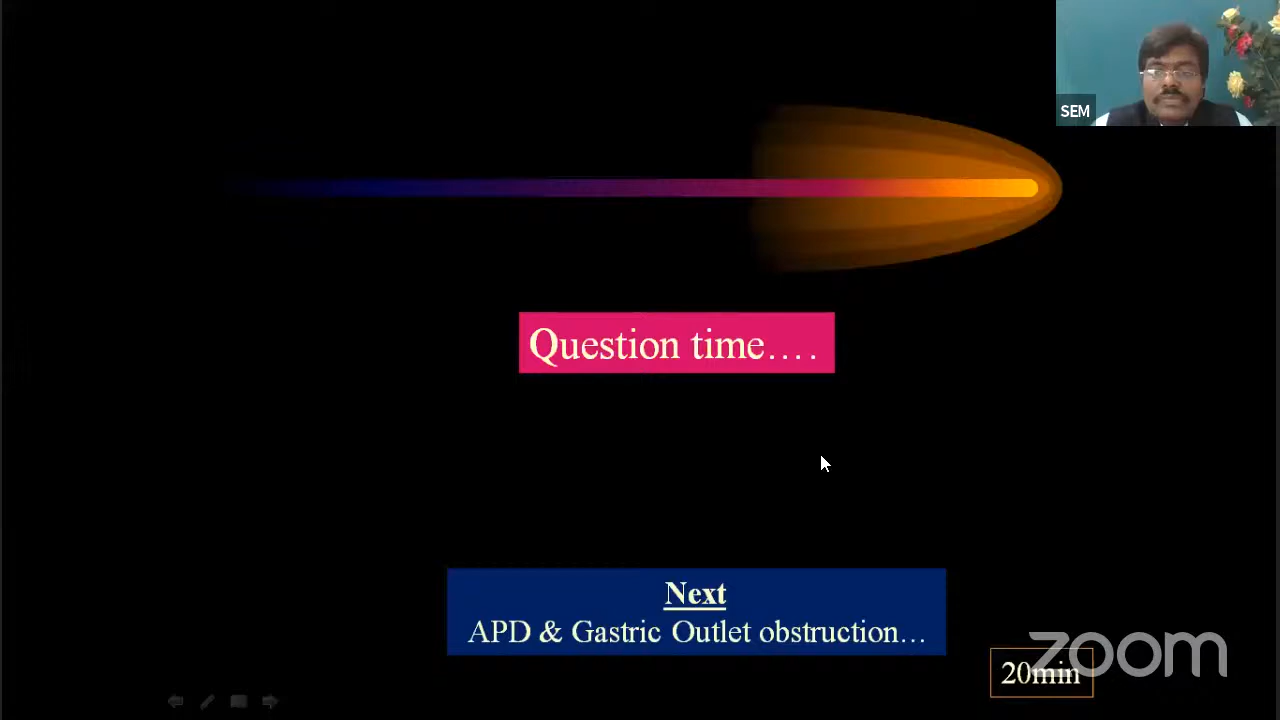 SEM
Question time….
Next
APD & Gastric Outlet obstruction…
20min
zoom